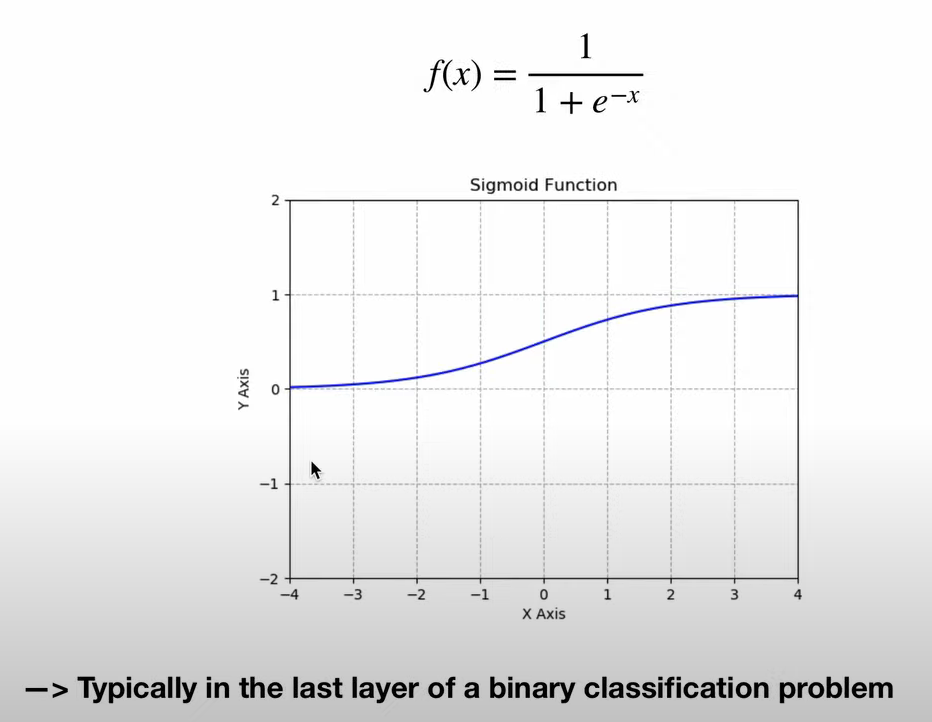 f(x) = 1 / (1 + e^{-x})
Sigmoid Function
2
1
0
−1
−2
Y Axis
−4 −3 −2 −1 0 1 2 3 4
X Axis
—> Typically in the last layer of a binary classification problem